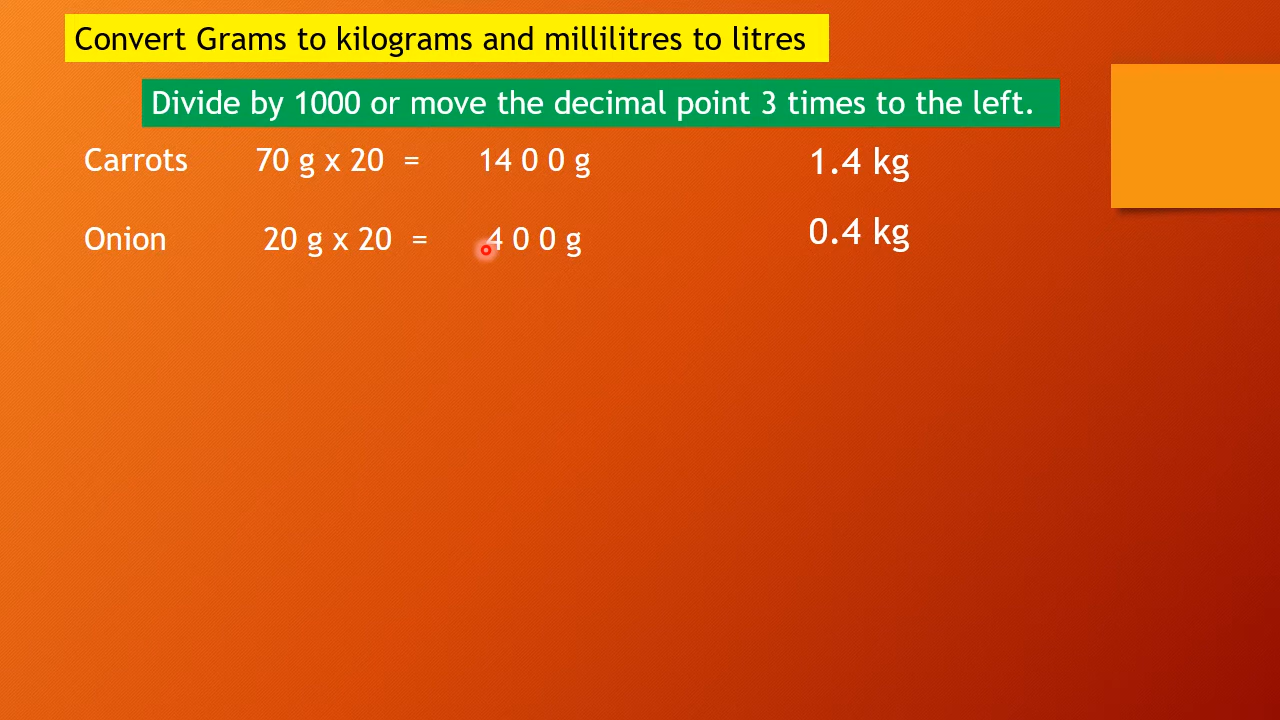 Convert Grams to kilograms and millilitres to litres
Divide by 1000 or move the decimal point 3 times to the left.
Carrots 70 g x 20 = 14 0 0 g 1.4 kg
Onion 20 g x 20 = 4 0 0 g 0.4 kg